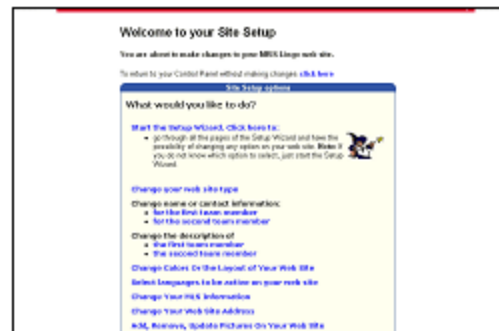 Welcome to your Site Setup
You are about to make changes to your MLS Lingo web site.
To return to your Control Panel without making changes click here
Site Setup options
What would you like to do?
Start the Setup Wizard. Click here to:
go through all the pages of the Setup Wizard and have the
possibility of changing any option on your web site. Note: If
you do not know which option to select, just start the Setup
Wizard.
Change your web site type
Change name or contact information:
for the first team member
for the second team member
Change the description of
the first team member
the second team member
Change Colors Or the Layout of Your Web Site
Select languages to be active on your web site
Change Your MLS information
Change Your Web Site Address
Add, Remove, Update Pictures On Your Web Site